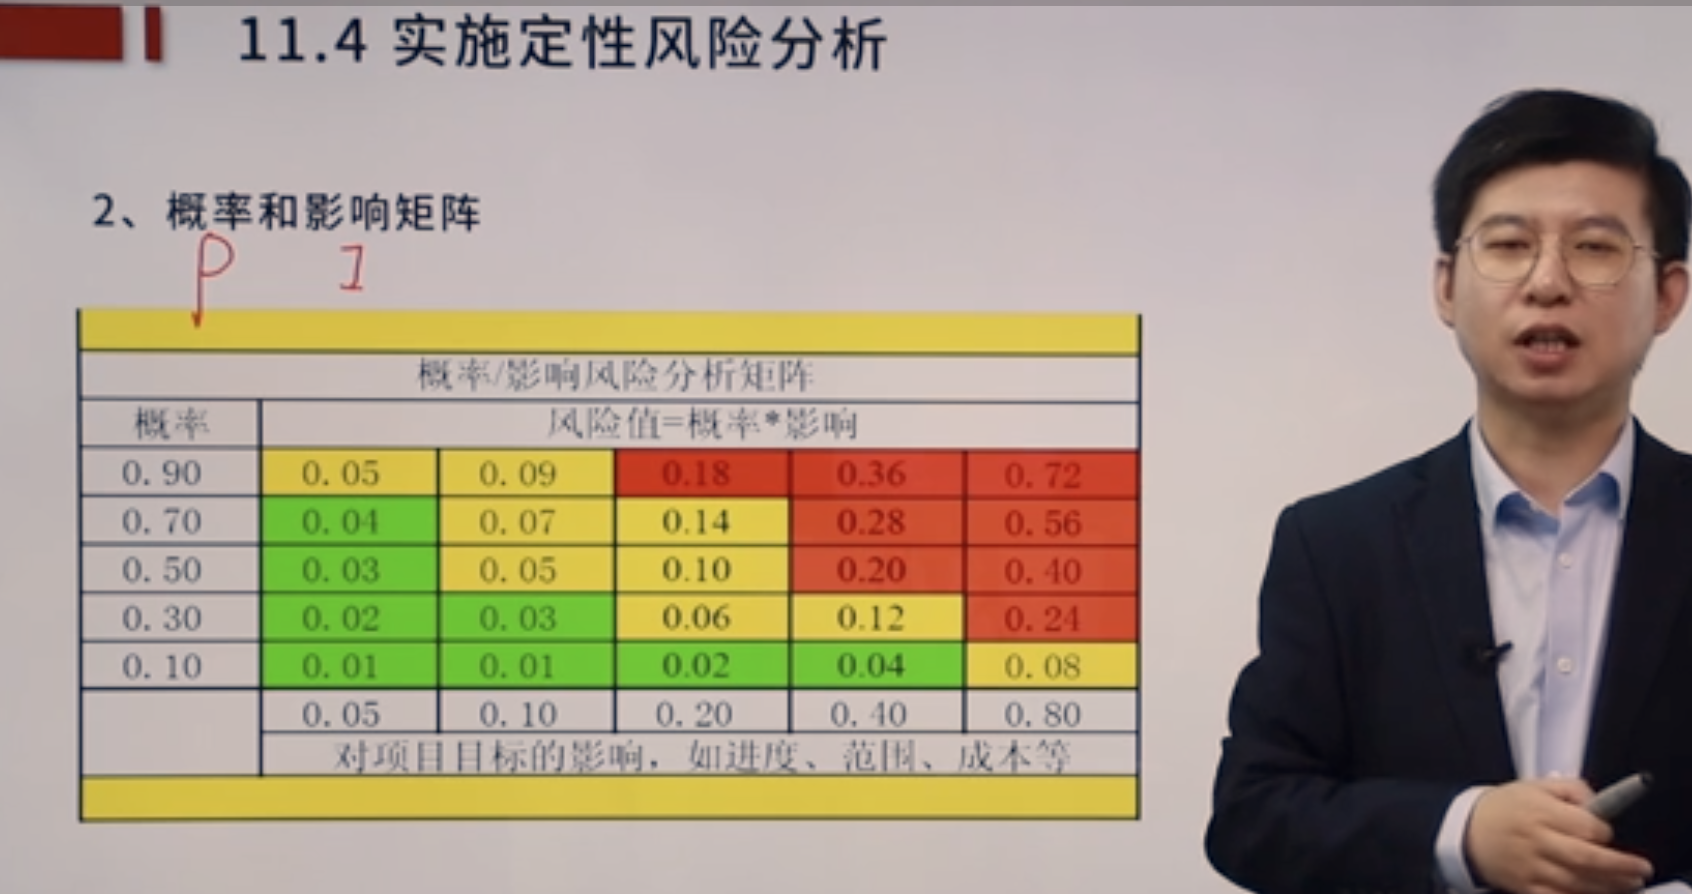 11.4 实施定性风险分析
2、概率和影响矩阵
P I
概率/影响风险分析矩阵
概率 风险值=概率*影响
0.90 0.05 0.09 0.18 0.36 0.72
0.70 0.04 0.07 0.14 0.28 0.56
0.50 0.03 0.05 0.10 0.20 0.40
0.30 0.02 0.03 0.06 0.12 0.24
0.10 0.01 0.01 0.02 0.04 0.08
0.05 0.10 0.20 0.40 0.80
对项目目标的影响，如进度、范围、成本等